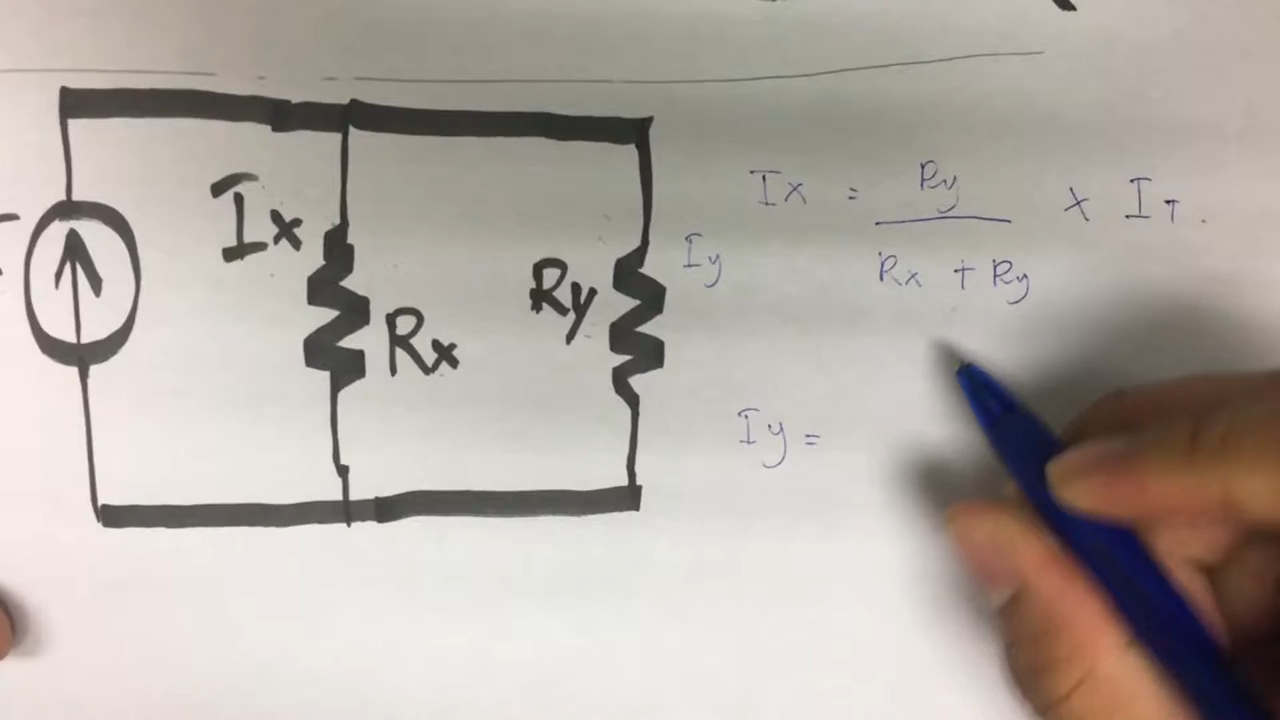 Ix
Rx
Ry
Iy
Ix = Ry / Rx + Ry x IT.
Iy =